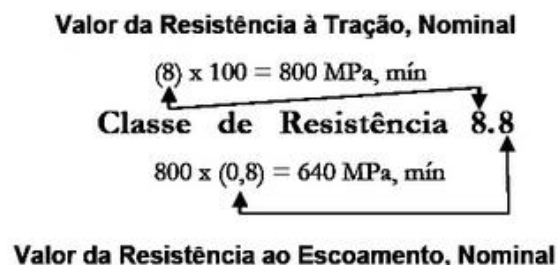 Valor da Resistência à Tração, Nominal
(8) x 100 = 800 MPa, mín
Classe de Resistência 8.8
800 x (0,8) = 640 MPa, mín
Valor da Resistência ao Escoamento, Nominal